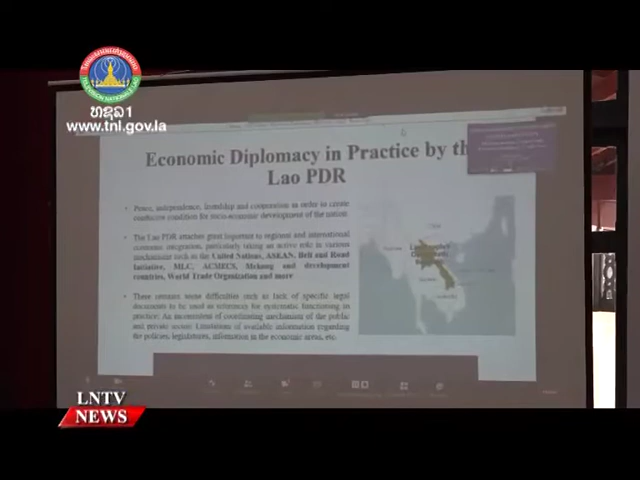 ທຊລ1
www.tnl.gov.la
Economic Diplomacy in Practice by th
Lao PDR
• Peace, independence, friendship and cooperation in order to create
conducive condition for socio-economic development of the nation
• The Lao PDR attaches great important to regional and international
economic integration, particularly taking an active role in various
mechanisms such as the United Nations, ASEAN, Belt and Road
Initiative, MLC, ACMECS, Mekong and development
countries, World Trade Organization and more
• There remains some difficulties such as lack of specific legal
documents to be used as reference for systematic functioning in
practice; An inconsistent of coordinating mechanism of the public
and private sector; Limitations of available information regarding
the policies, legislations, information in the economic areas, etc.
LNTV
NEWS